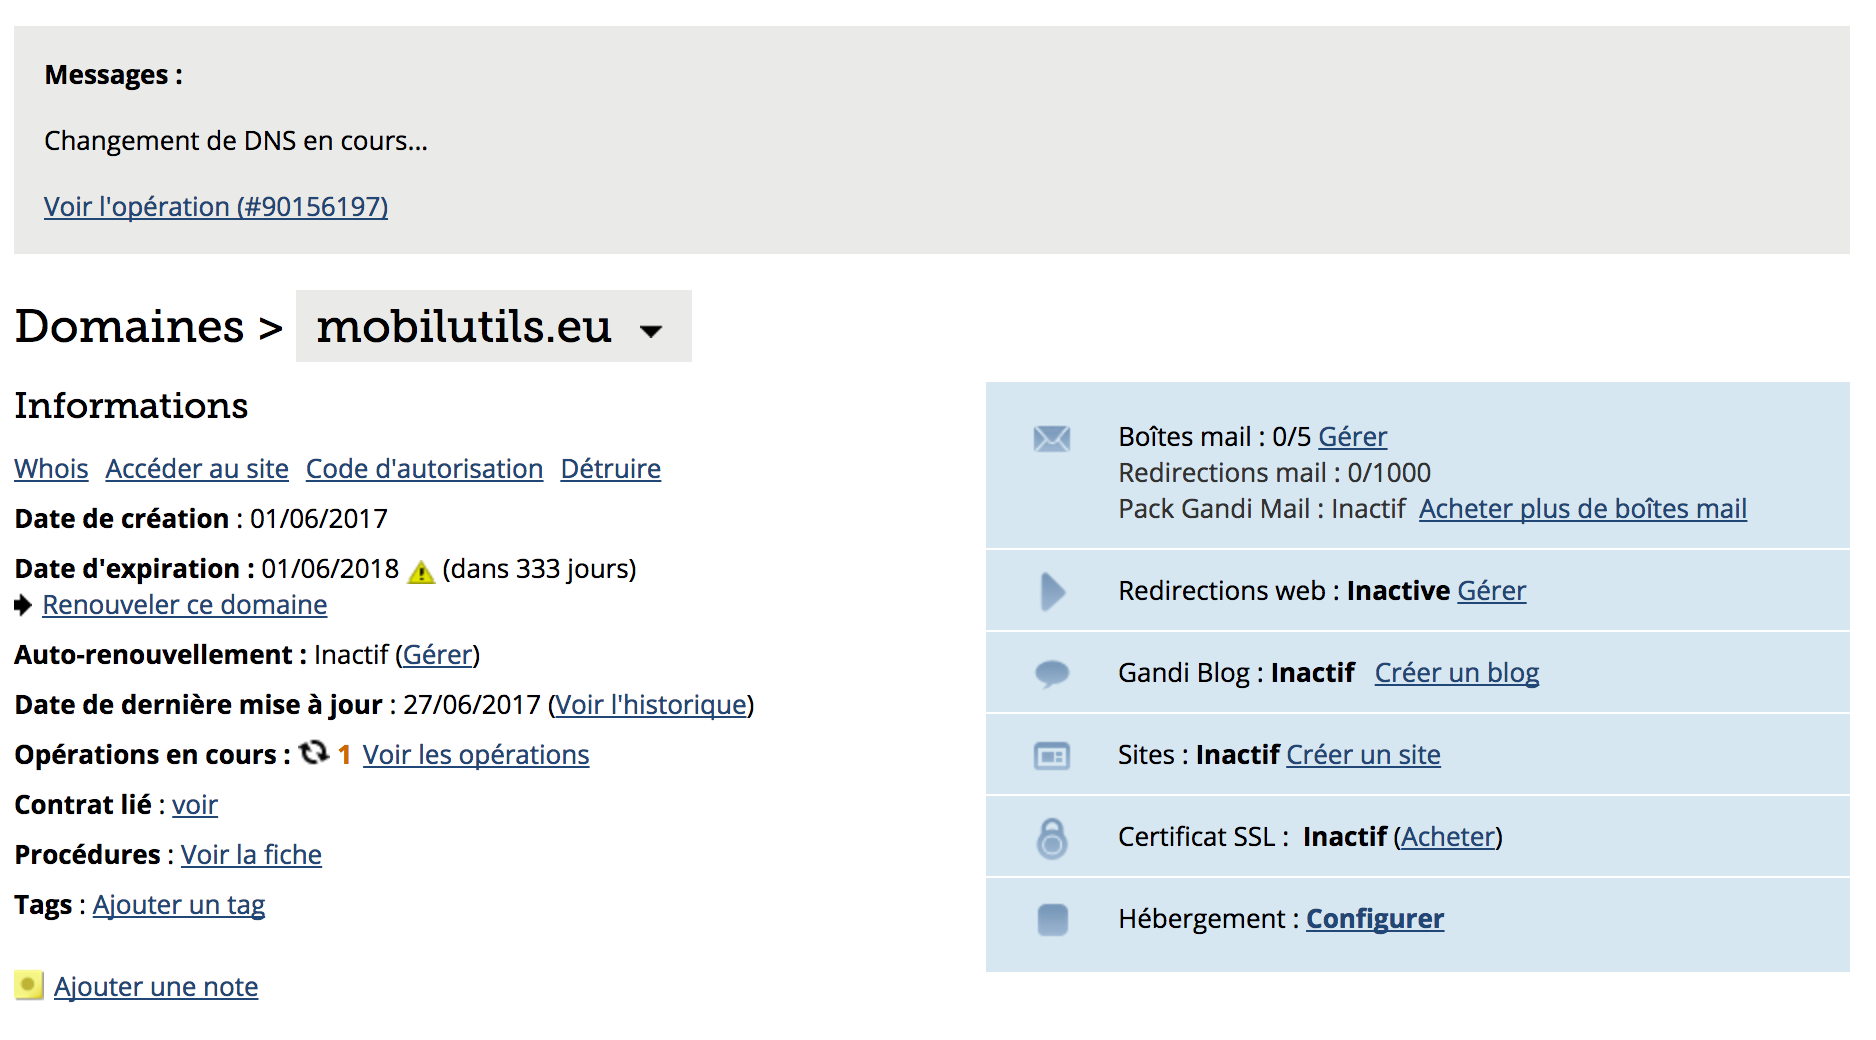 Messages :
Changement de DNS en cours...
Voir l'opération (#90156197)
Domaines > mobilutils.eu
Informations
Whois Accéder au site Code d'autorisation Détruire
Date de création : 01/06/2017
Date d'expiration : 01/06/2018 (dans 333 jours)
Renouveler ce domaine
Auto-renouvellement : Inactif (Gérer)
Date de dernière mise à jour : 27/06/2017 (Voir l'historique)
Opérations en cours : 1 Voir les opérations
Contrat lié : voir
Procédures : Voir la fiche
Tags : Ajouter un tag
Ajouter une note
Boîtes mail : 0/5 Gérer
Redirections mail : 0/1000
Pack Gandi Mail : Inactif Acheter plus de boîtes mail
Redirections web : Inactive Gérer
Gandi Blog : Inactif Créer un blog
Sites : Inactif Créer un site
Certificat SSL : Inactif (Acheter)
Hébergement : Configurer